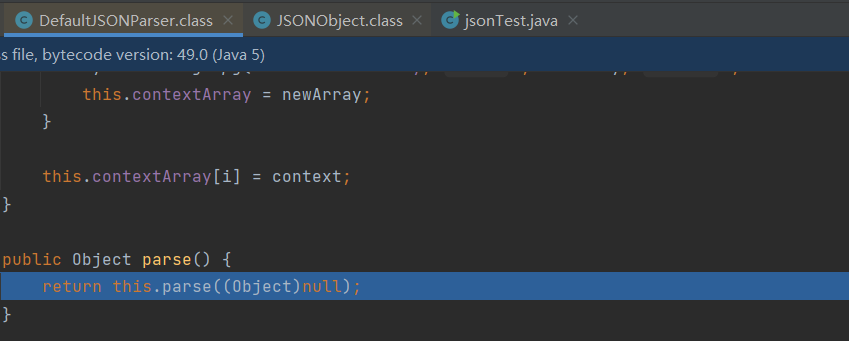 DefaultJSONParser.class JSONObject.class jsonTest.java
s file, bytecode version: 49.0 (Java 5)
this.contextArray = newArray;
}
this.contextArray[i] = context;
}
public Object parse() {
return this.parse((Object)null);
}